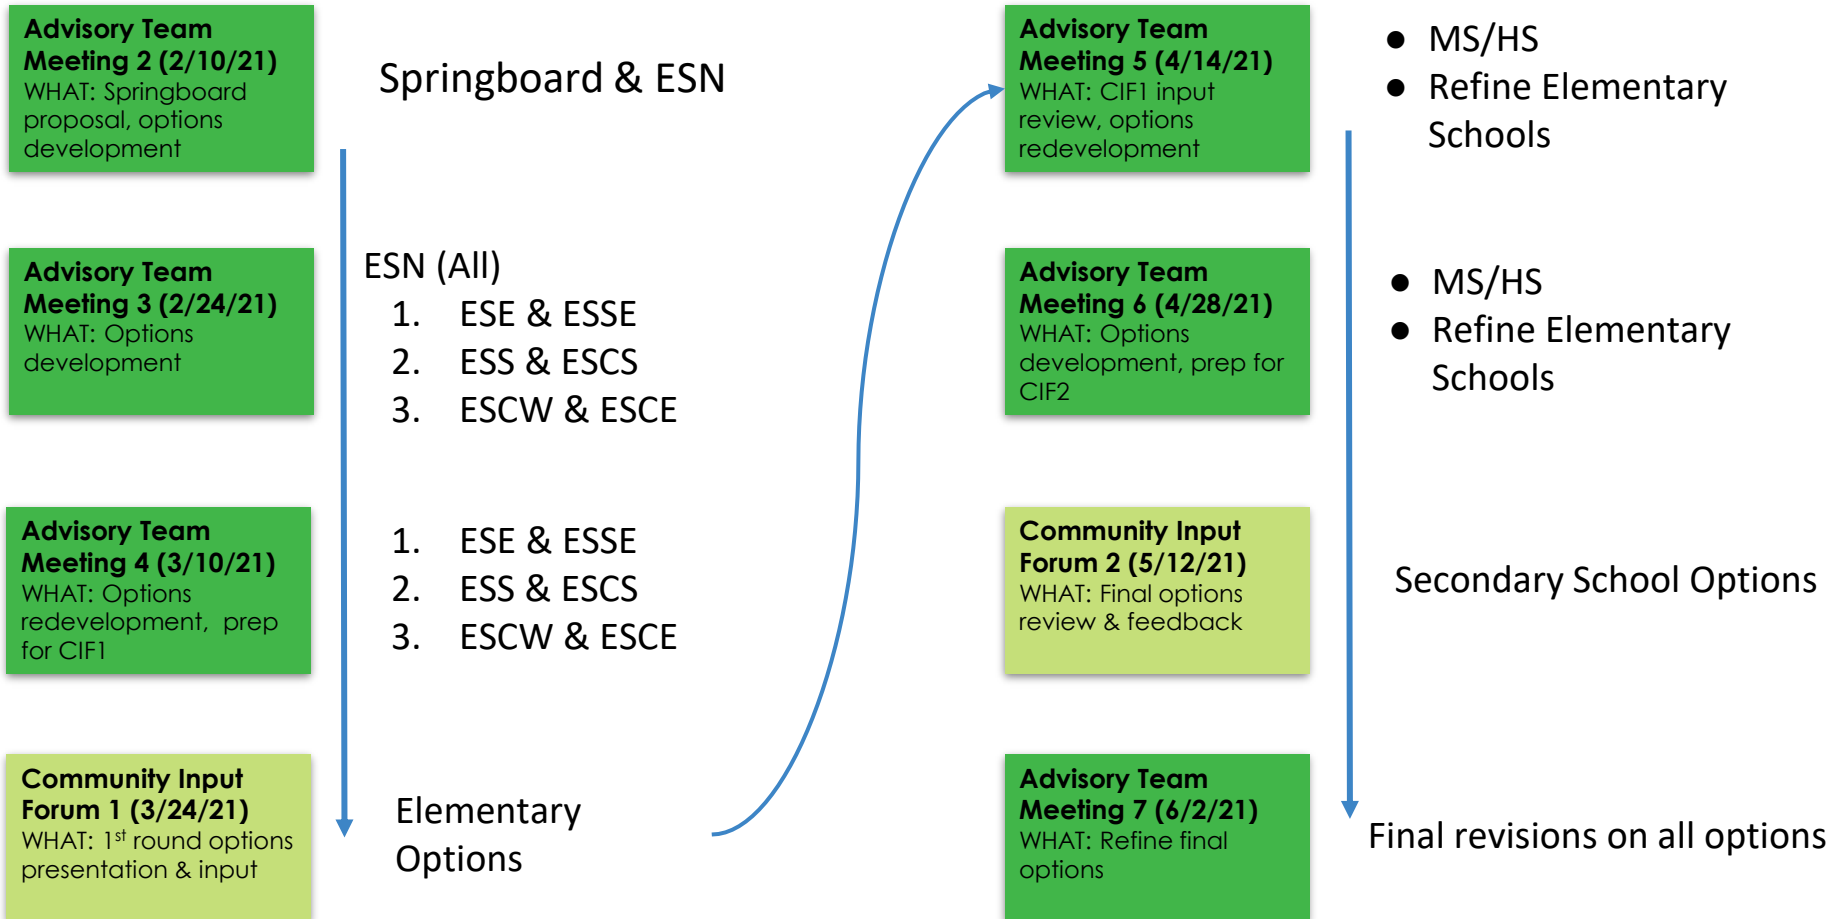 Advisory Team
Meeting 2 (2/10/21)
WHAT: Springboard
proposal, options
development
Springboard & ESN
Advisory Team
Meeting 3 (2/24/21)
WHAT: Options
development
ESN (All)
1. ESE & ESSE
2. ESS & ESCS
3. ESCW & ESCE
Advisory Team
Meeting 4 (3/10/21)
WHAT: Options
redevelopment, prep
for CIF1
1. ESE & ESSE
2. ESS & ESCS
3. ESCW & ESCE
Community Input
Forum 1 (3/24/21)
WHAT: 1st round options
presentation & input
Elementary
Options
Advisory Team
Meeting 5 (4/14/21)
WHAT: CIF1 input
review, options
redevelopment
● MS/HS
● Refine Elementary
Schools
Advisory Team
Meeting 6 (4/28/21)
WHAT: Options
development, prep for
CIF2
● MS/HS
● Refine Elementary
Schools
Community Input
Forum 2 (5/12/21)
WHAT: Final options
review & feedback
Secondary School Options
Advisory Team
Meeting 7 (6/2/21)
WHAT: Refine final
options
Final revisions on all options